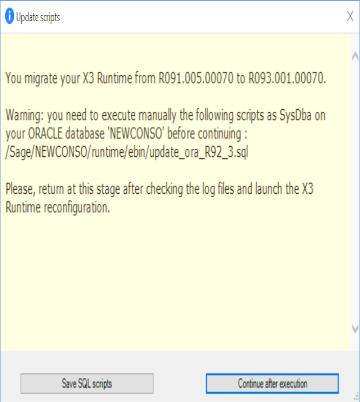 Update scripts
You migrate your X3 Runtime from R091.005.00070 to R093.001.00070.
Warning: you need to execute manually the following scripts as SysDba on
your ORACLE database 'NEWCONSO' before continuing :
/Sage/NEWCONSO/runtime/ebin/update_ora_R92_3.sql
Please, return at this stage after checking the log files and launch the X3
Runtime reconfiguration.
Save SQL scripts
Continue after execution